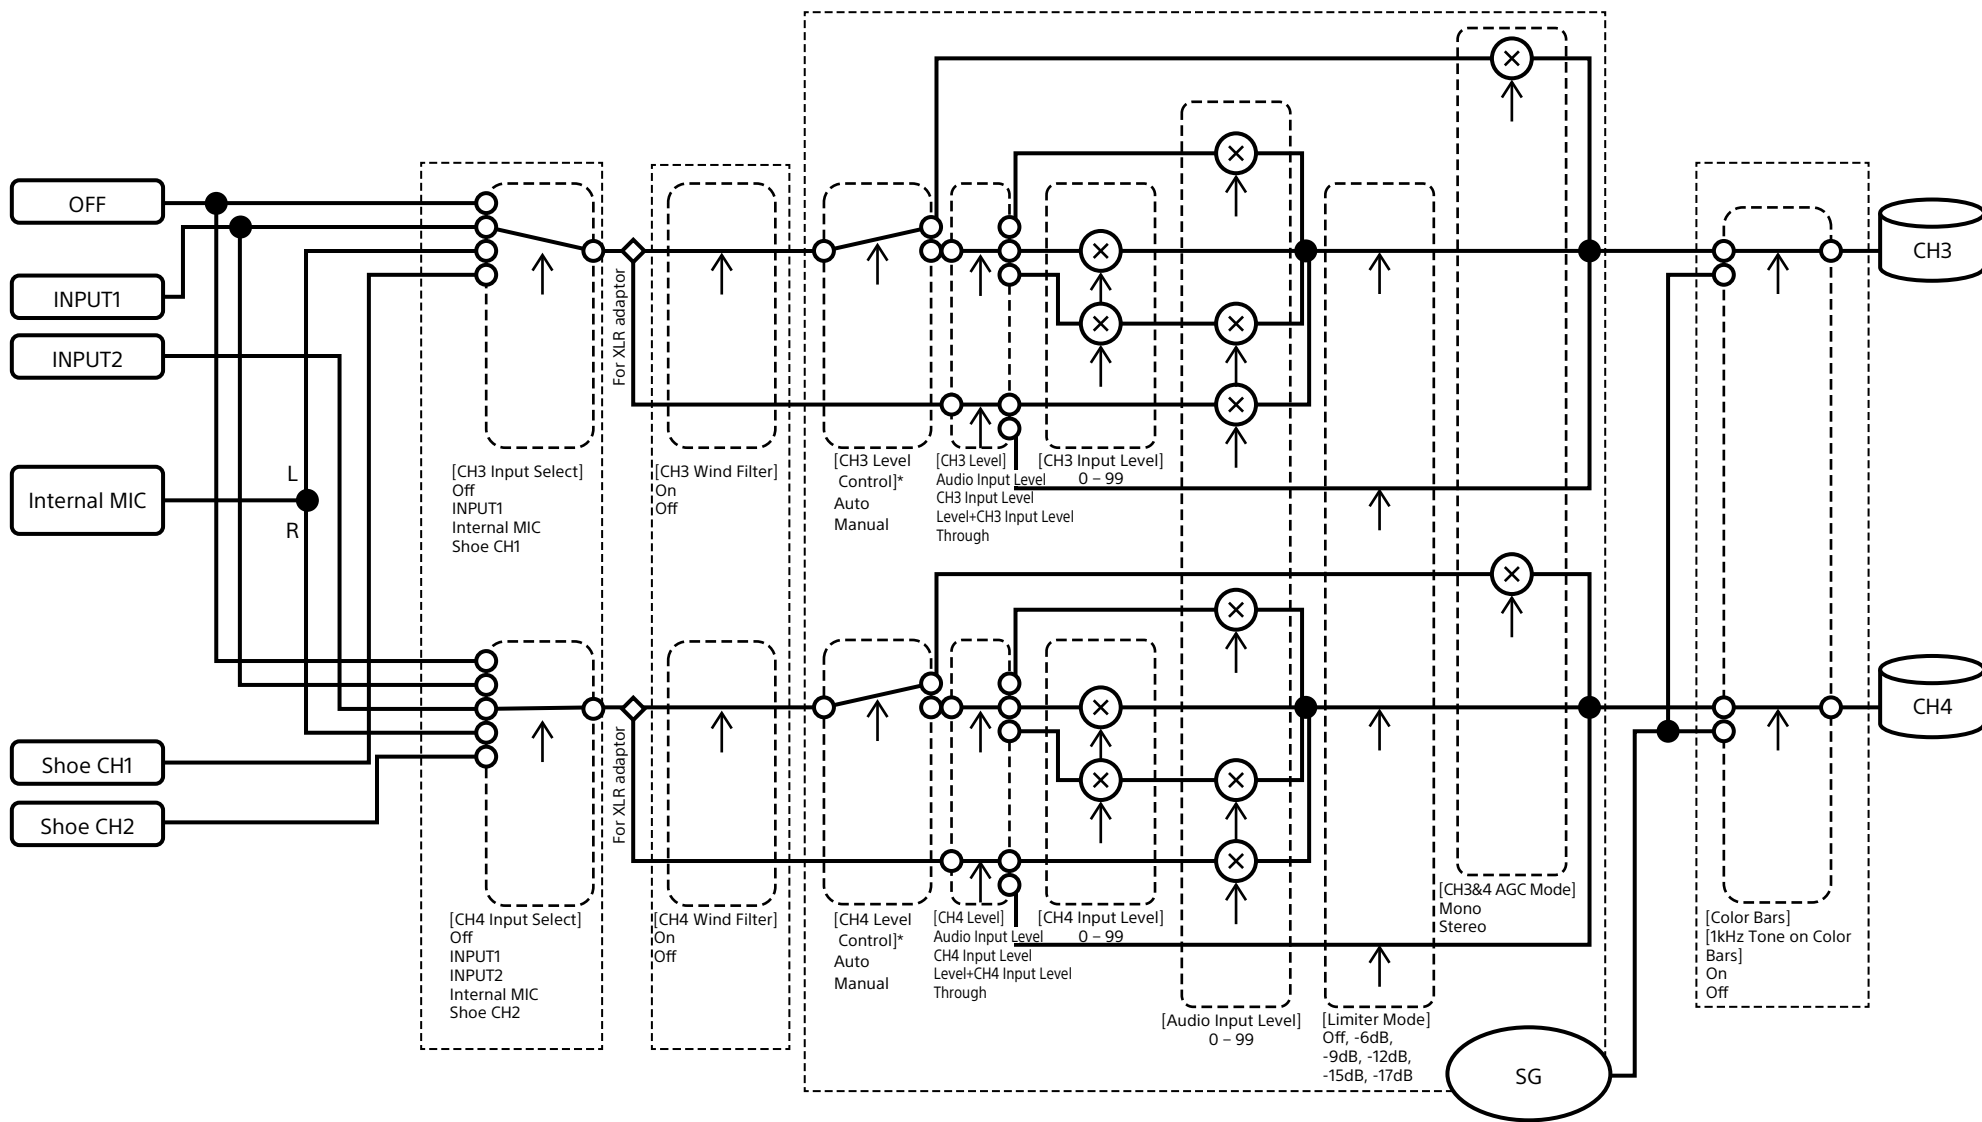 OFF
INPUT1
INPUT2
Internal MIC
L
R
Shoe CH1
Shoe CH2
[CH3 Input Select]
Off
INPUT1
Internal MIC
Shoe CH1
For XLR adaptor
[CH3 Wind Filter]
On
Off
[CH3 Level
Control]*
Auto
Manual
[CH3 Level]
Audio Input Level
CH3 Input Level
Level+CH3 Input Level
Through
[CH3 Input Level]
0 – 99
CH3
[CH4 Input Select]
Off
INPUT1
INPUT2
Internal MIC
Shoe CH2
For XLR adaptor
[CH4 Wind Filter]
On
Off
[CH4 Level
Control]*
Auto
Manual
[CH4 Level]
Audio Input Level
CH4 Input Level
Level+CH4 Input Level
Through
[CH4 Input Level]
0 – 99
[Audio Input Level]
0 – 99
[Limiter Mode]
Off, -6dB,
-9dB, -12dB,
-15dB, -17dB
[CH3&4 AGC Mode]
Mono
Stereo
SG
[Color Bars]
[1kHz Tone on Color
Bars]
On
Off
CH4